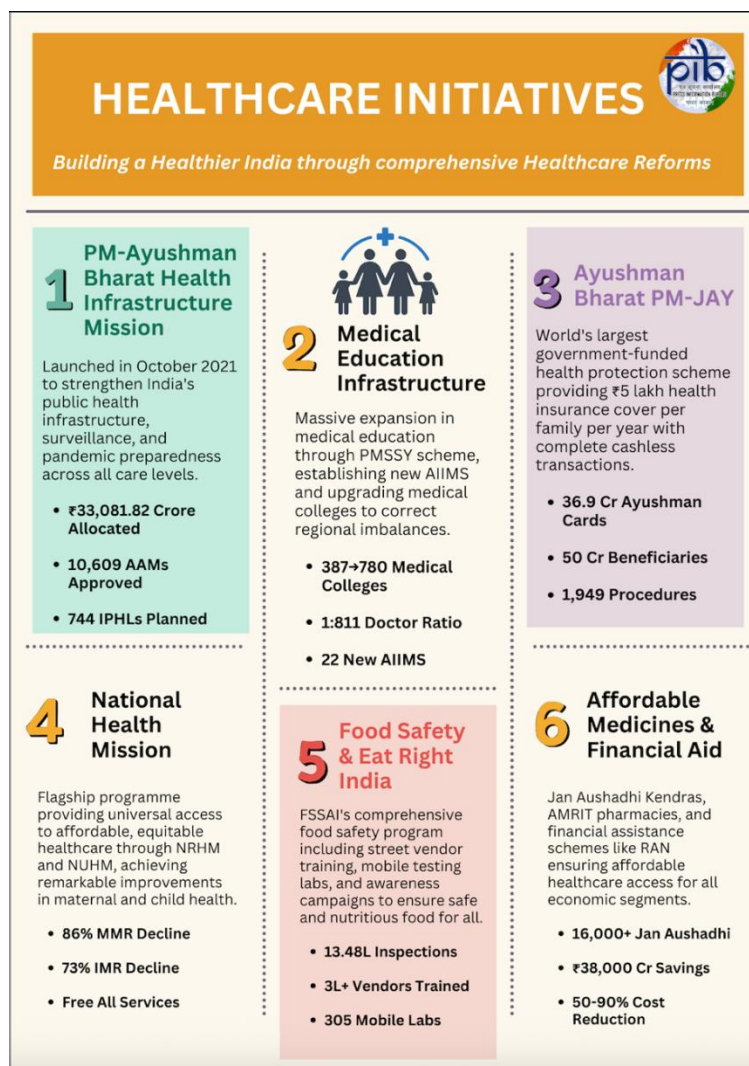 HEALTHCARE INITIATIVES
pib
पत्र सूचना कार्यालय
PRESS INFORMATION BUREAU
भारत सरकार
Building a Healthier India through comprehensive Healthcare Reforms
1
PM-Ayushman
Bharat Health
Infrastructure
Mission
Launched in October 2021
to strengthen India's
public health
infrastructure,
surveillance, and
pandemic preparedness
across all care levels.
• ₹33,081.82 Crore
Allocated
• 10,609 AAMs
Approved
• 744 IPHLs Planned
2
Medical
Education
Infrastructure
Massive expansion in
medical education
through PMSSY scheme,
establishing new AIIMS
and upgrading medical
colleges to correct
regional imbalances.
• 387→780 Medical
Colleges
• 1:811 Doctor Ratio
• 22 New AIIMS
3
Ayushman
Bharat PM-JAY
World's largest
government-funded
health protection scheme
providing ₹5 lakh health
insurance cover per
family per year with
complete cashless
transactions.
• 36.9 Cr Ayushman
Cards
• 50 Cr Beneficiaries
• 1,949 Procedures
4
National
Health
Mission
Flagship programme
providing universal access
to affordable, equitable
healthcare through NRHM
and NUHM, achieving
remarkable improvements
in maternal and child health.
• 86% MMR Decline
• 73% IMR Decline
• Free All Services
5
Food Safety
& Eat Right
India
FSSAI's comprehensive
food safety program
including street vendor
training, mobile testing
labs, and awareness
campaigns to ensure safe
and nutritious food for all.
• 13.48L Inspections
• 3L+ Vendors Trained
• 305 Mobile Labs
6
Affordable
Medicines &
Financial Aid
Jan Aushadhi Kendras,
AMRIT pharmacies, and
financial assistance
schemes like RAN
ensuring affordable
healthcare access for all
economic segments.
• 16,000+ Jan Aushadhi
• ₹38,000 Cr Savings
• 50-90% Cost
Reduction